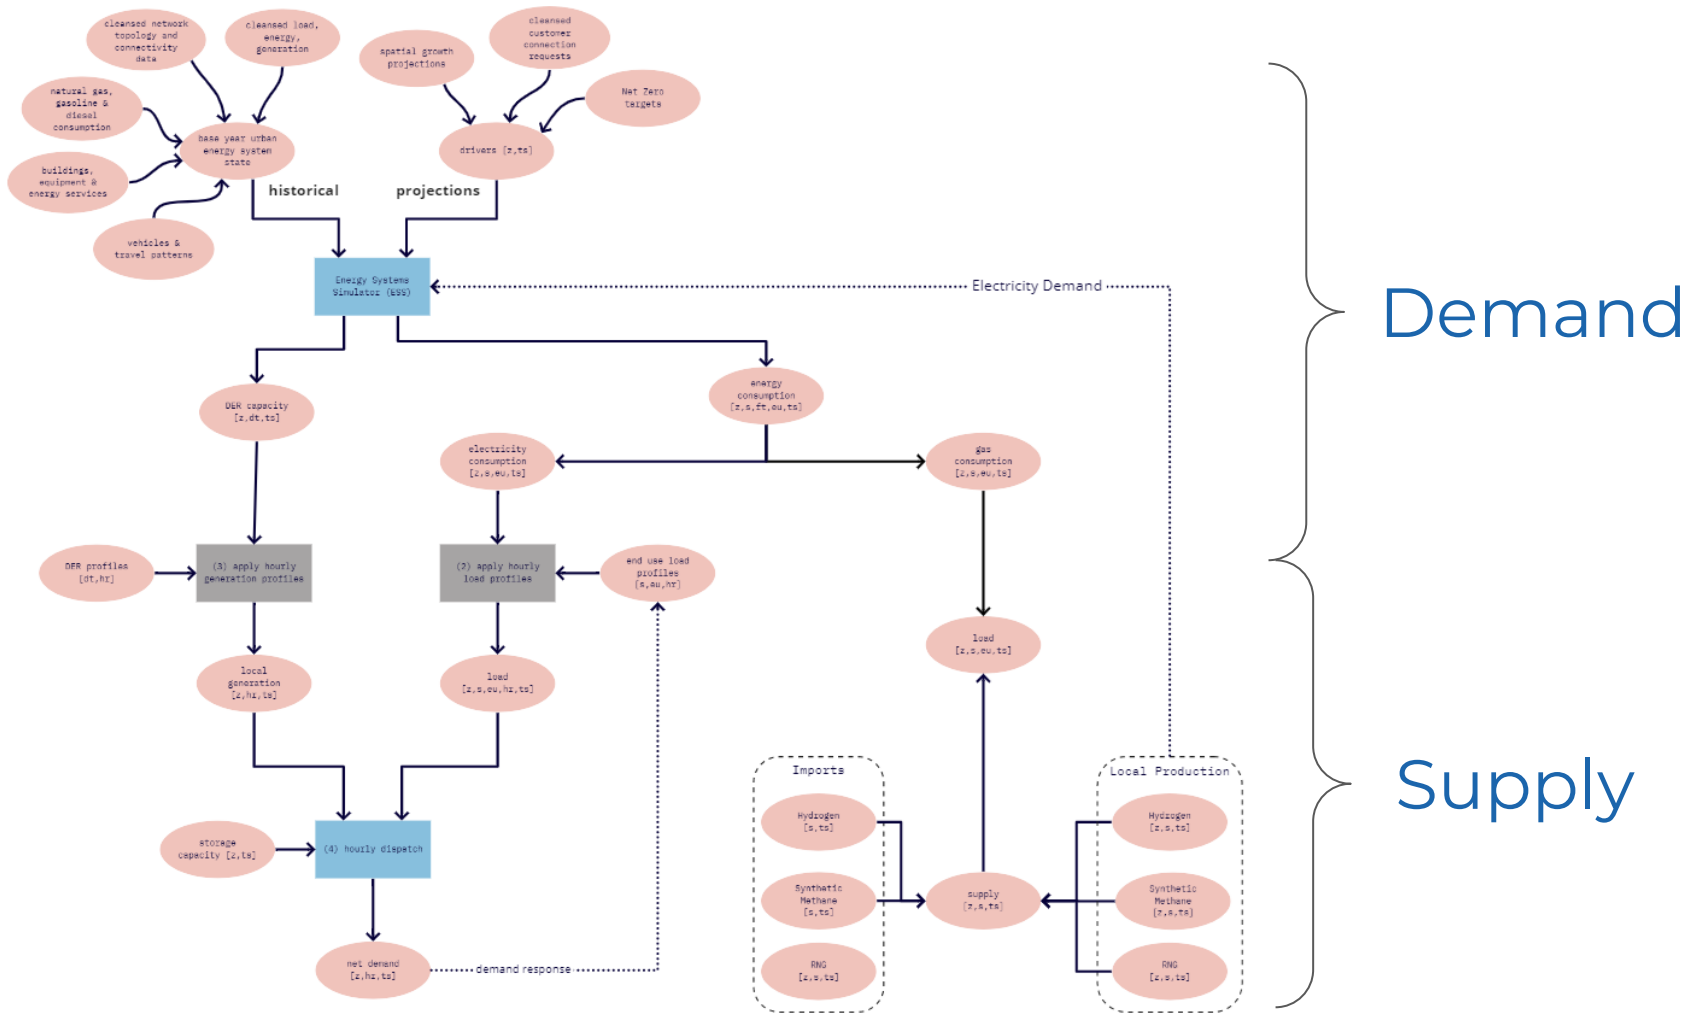 cleansed network
topology and
connectivity
data
cleansed load,
energy,
generation
spatial growth
projections
cleansed
customer
connection
requests
Net Zero
targets
natural gas,
gasoline &
diesel
consumption
base year urban
energy system
state
drivers [z,ts]
buildings,
equipment &
energy services
historical
projections
vehicles &
travel patterns
Energy Systems
Simulator (ESS)
Electricity Demand
Demand
DER capacity
[z,dt,ts]
energy
consumption
[z,s,ft,eu,ts]
electricity
consumption
[z,s,eu,ts]
gas
consumption
[z,s,eu,ts]
DER profiles
[dt,hr]
(3) apply hourly
generation profiles
(2) apply hourly
load profiles
end use load
profiles
[s,eu,hr]
local
generation
[z,hr,ts]
load
[z,s,eu,hr,ts]
load
[z,s,eu,ts]
Supply
Imports
Local Production
Hydrogen
[s,ts]
Hydrogen
[z,s,ts]
storage
capacity [z,ts]
(4) hourly dispatch
Synthetic
Methane
[s,ts]
supply
[z,s,ts]
Synthetic
Methane
[z,s,ts]
net demand
[z,hr,ts]
demand response
RNG
[z,s,ts]
RNG
[z,s,ts]